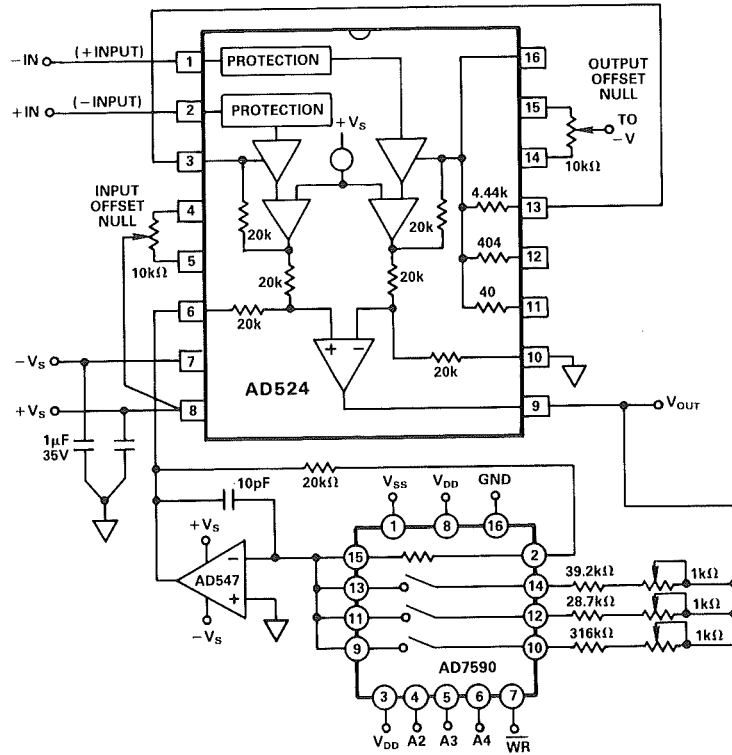 −IN (+INPUT) 1 PROTECTION 16
OUTPUT
OFFSET
NULL
+IN (−INPUT) 2 PROTECTION 15
+VS
TO
−V
3 14 10kΩ
INPUT
OFFSET
NULL
4 4.44k 13
20k 20k
404 12
10kΩ 5
40 11
20k 20k
6 20k
+ − 20k 10
−VS 7
AD524
+VS 8 9 VOUT
1μF
35V
20kΩ
10pF VSS VDD GND
1 8 16
+VS 15 2
− AD547 +
13 14 39.2kΩ 1kΩ
11 12 28.7kΩ 1kΩ
−VS
9 10 316kΩ 1kΩ
AD7590
3 4 5 6 7
VDD A2 A3 A4 WR